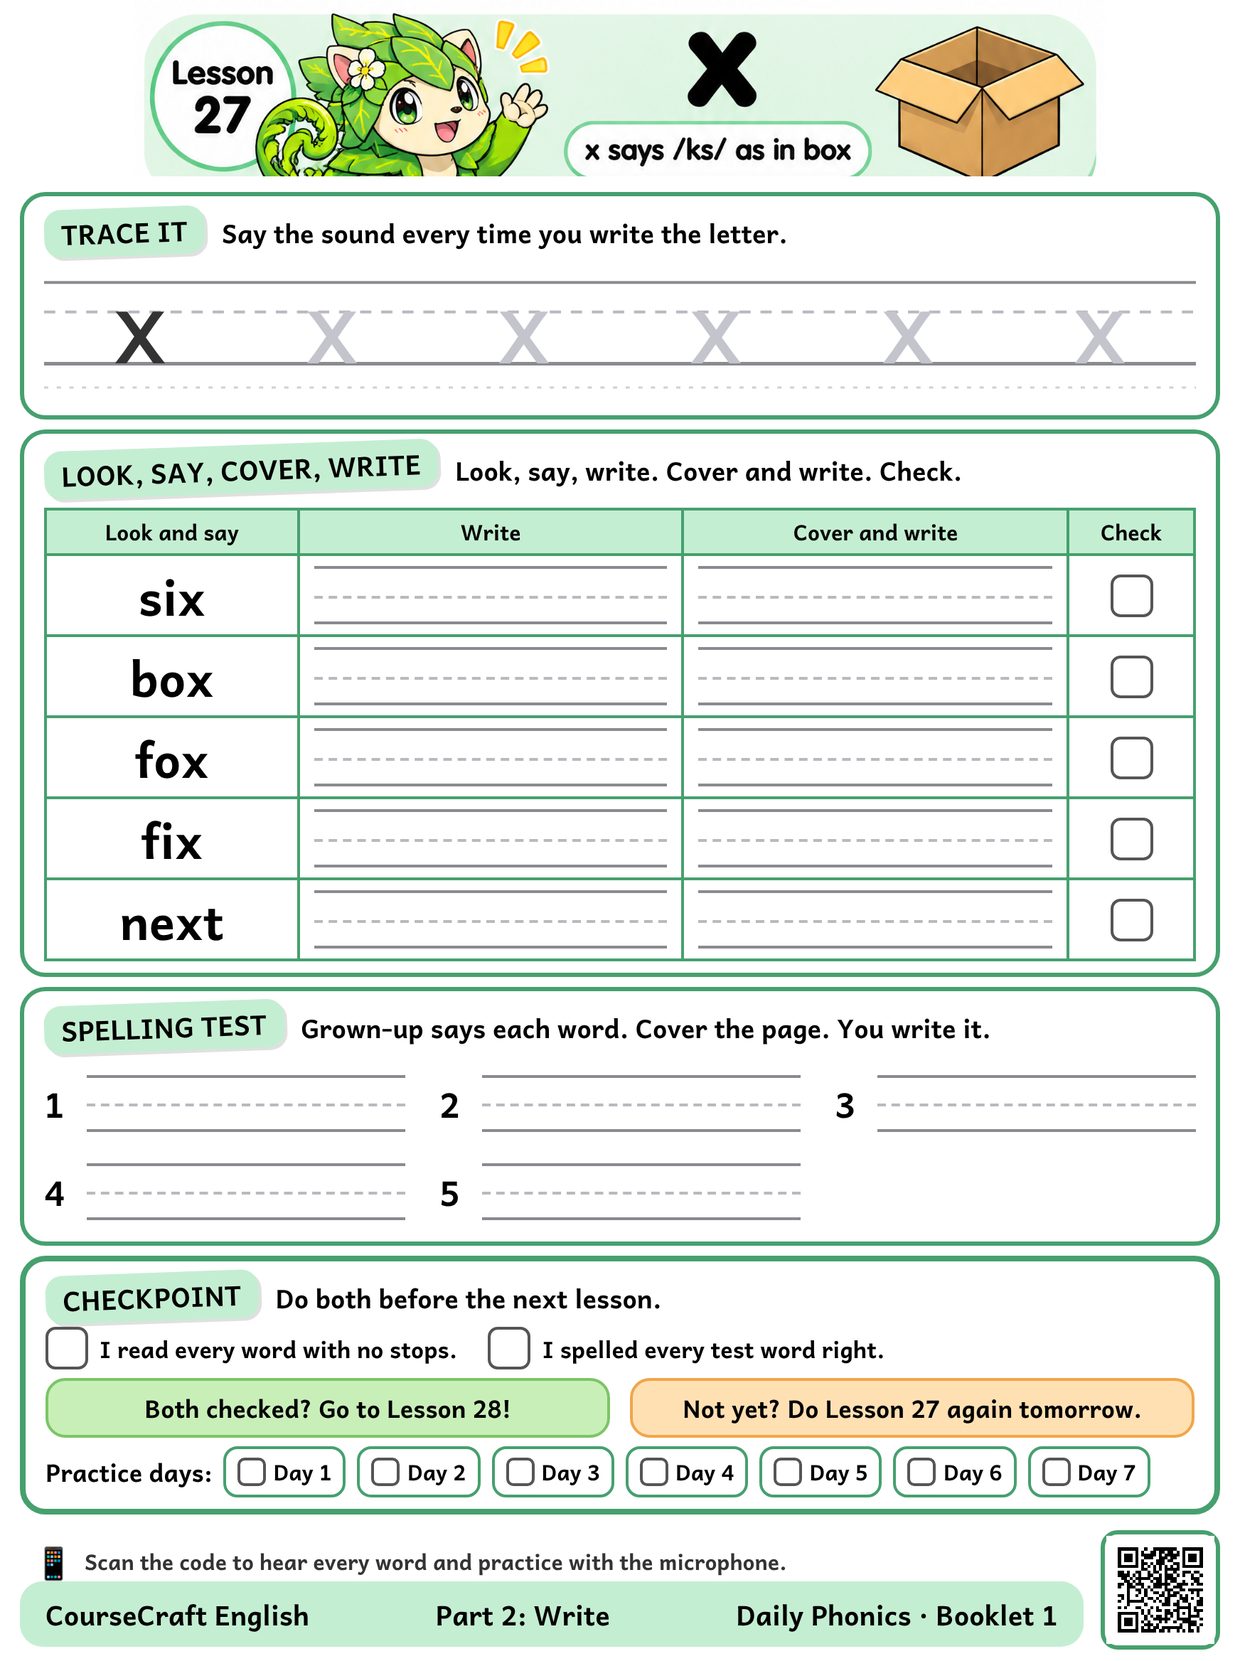 Lesson
27
x
x says /ks/ as in box
TRACE IT Say the sound every time you write the letter.
x x x x x x
LOOK, SAY, COVER, WRITE Look, say, write. Cover and write. Check.
Look and say Write Cover and write Check
six
box
fox
fix
next
SPELLING TEST Grown-up says each word. Cover the page. You write it.
1 2 3
4 5
CHECKPOINT Do both before the next lesson.
I read every word with no stops. I spelled every test word right.
Both checked? Go to Lesson 28! Not yet? Do Lesson 27 again tomorrow.
Practice days: Day 1 Day 2 Day 3 Day 4 Day 5 Day 6 Day 7
Scan the code to hear every word and practice with the microphone.
CourseCraft English Part 2: Write Daily Phonics · Booklet 1